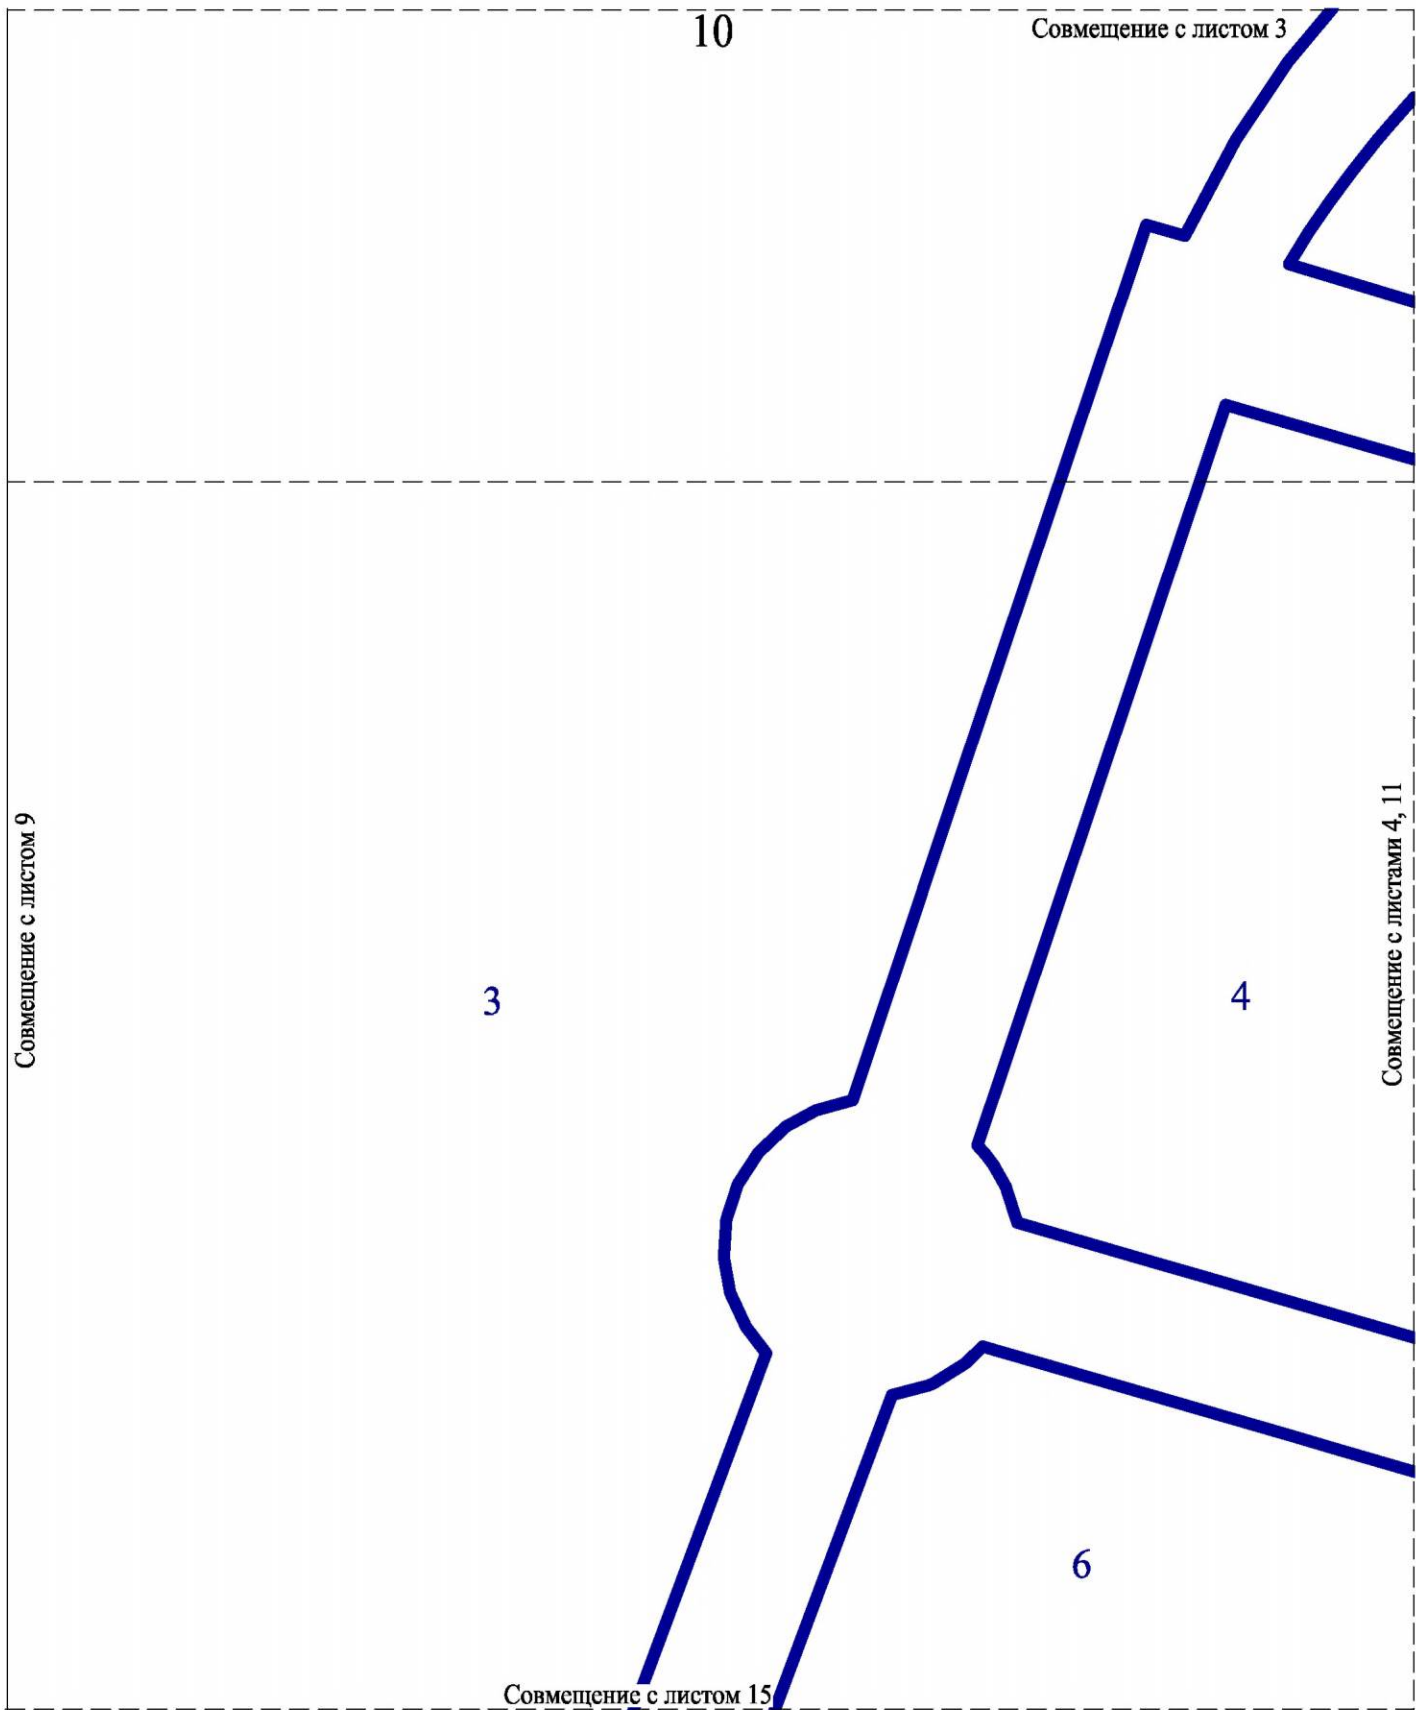 10
Совмещение с листом 3
Совмещение с листом 9
Совмещение с листами 4, 11
3
4
6
Совмещение с листом 15